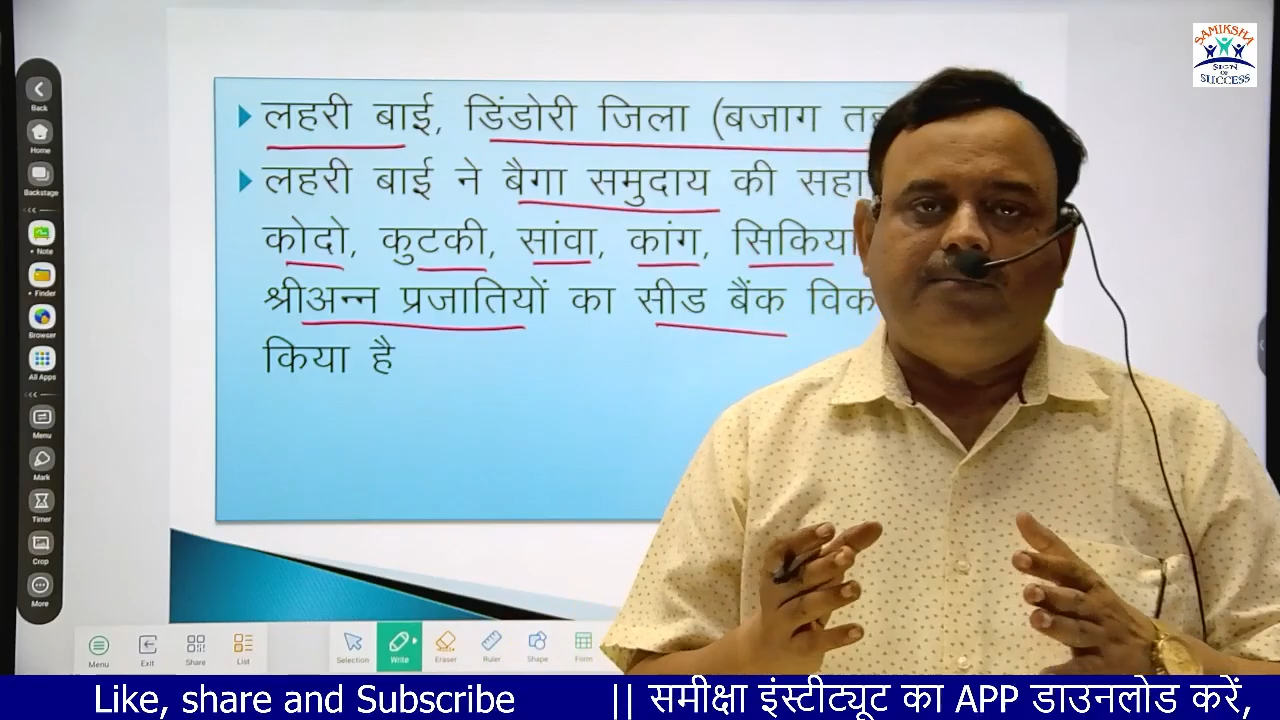 SAMIKSHA
SIGN
OF
SUCCESS
लहरी बाई, डिंडोरी जिला (बजाग
लहरी बाई ने बैगा समुदाय की
कोदो, कुटकी, सांवा, कांग, सिकिया
श्रीअन्न प्रजातियों का सीड बैंक
किया है
Back
Home
Backstage
Note
Finder
Browser
All Apps
Menu
Mark
Timer
Crop
More
Menu
Exit
Share
List
Selection
Write
Eraser
Ruler
Shape
Form
Like, share and Subscribe || समीक्षा इंस्टीट्यूट का APP डाउनलोड करें,